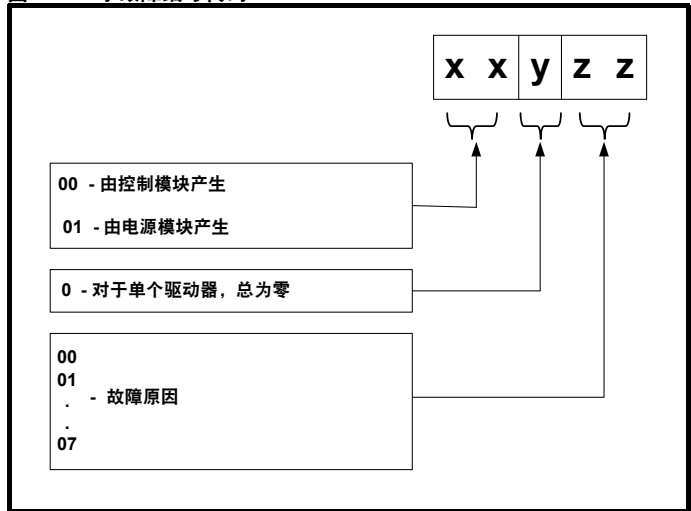 x x y z z
00 - 由控制模块产生
01 - 由电源模块产生
0 - 对于单个驱动器，总为零
00
01
- 故障原因
.
.
07